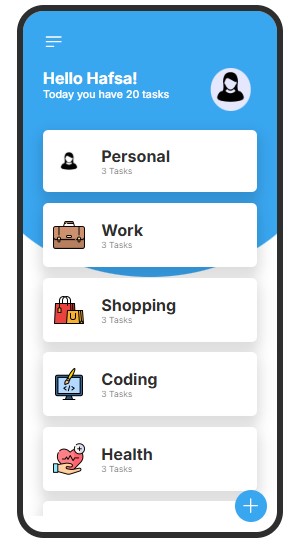 Hello Hafsa!
Today you have 20 tasks
Personal
3 Tasks
Work
3 Tasks
Shopping
3 Tasks
Coding
3 Tasks
Health
3 Tasks